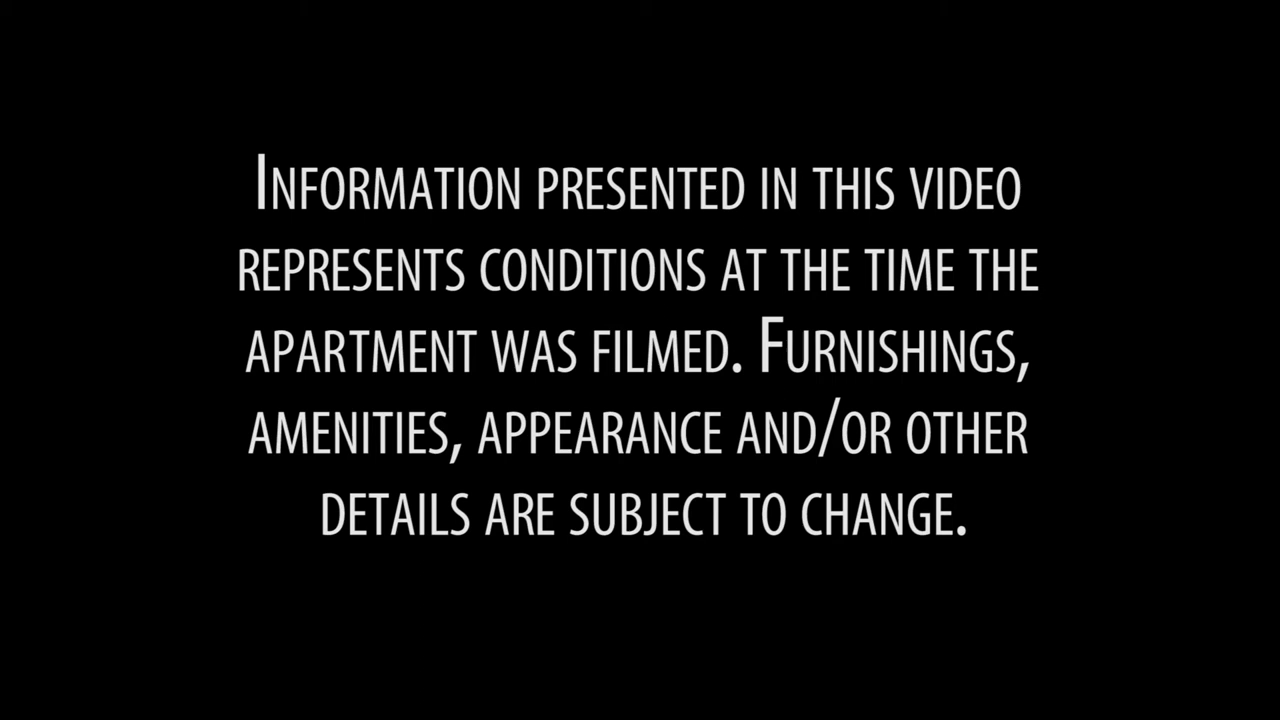 Information presented in this video
represents conditions at the time the
apartment was filmed. Furnishings,
amenities, appearance and/or other
details are subject to change.